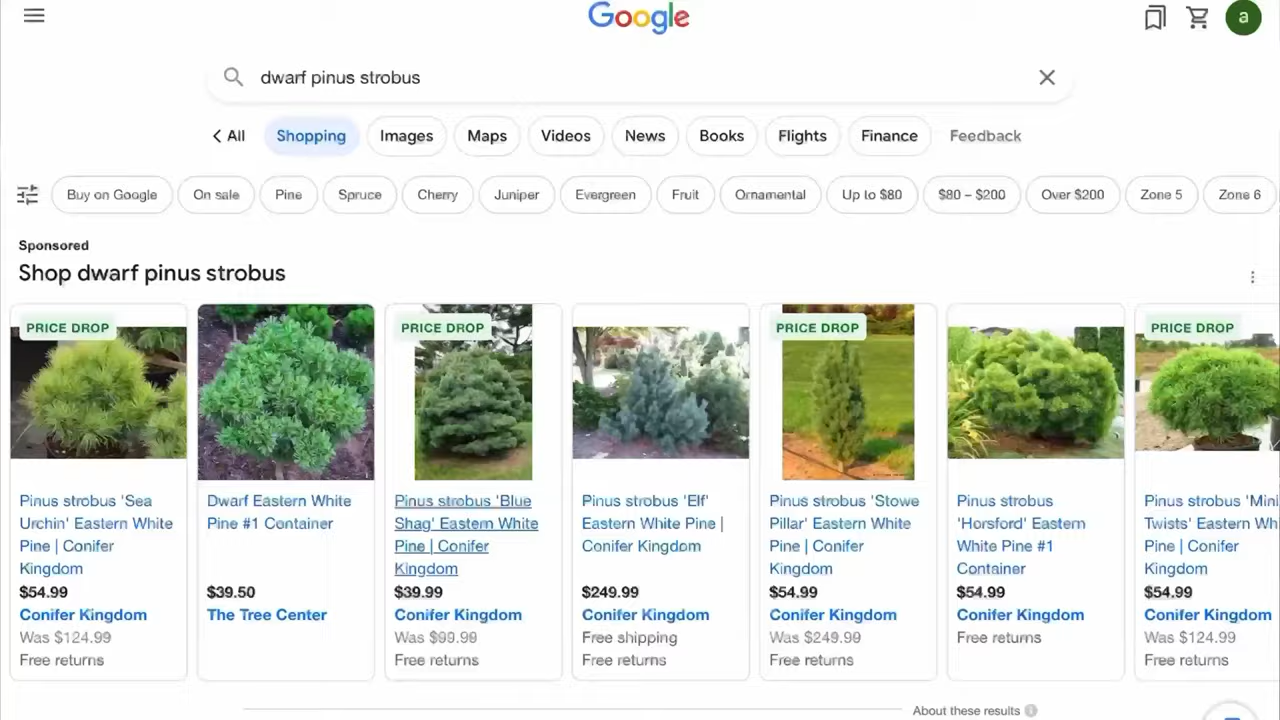 Google
a
dwarf pinus strobus
All
Shopping
Images
Maps
Videos
News
Books
Flights
Finance
Feedback
Buy on Google
On sale
Pine
Spruce
Cherry
Juniper
Evergreen
Fruit
Ornamental
Up to $80
$80 – $200
Over $200
Zone 5
Zone 6
Sponsored
Shop dwarf pinus strobus
PRICE DROP
Pinus strobus 'Sea
Urchin' Eastern White
Pine | Conifer
Kingdom
$54.99
Conifer Kingdom
Was $124.99
Free returns
Dwarf Eastern White
Pine #1 Container
$39.50
The Tree Center
PRICE DROP
Pinus strobus 'Blue
Shag' Eastern White
Pine | Conifer
Kingdom
$39.99
Conifer Kingdom
Was $99.99
Free returns
Pinus strobus 'Elf'
Eastern White Pine |
Conifer Kingdom
$249.99
Conifer Kingdom
Free shipping
Free returns
PRICE DROP
Pinus strobus 'Stowe
Pillar' Eastern White
Pine | Conifer
Kingdom
$54.99
Conifer Kingdom
Was $249.99
Free returns
Pinus strobus
'Horsford' Eastern
White Pine #1
Container
$54.99
Conifer Kingdom
Free returns
PRICE DROP
Pinus strobus 'Mini
Twists' Eastern Wh
Pine | Conifer
Kingdom
$54.99
Conifer Kingdom
Was $124.99
Free returns
About these results